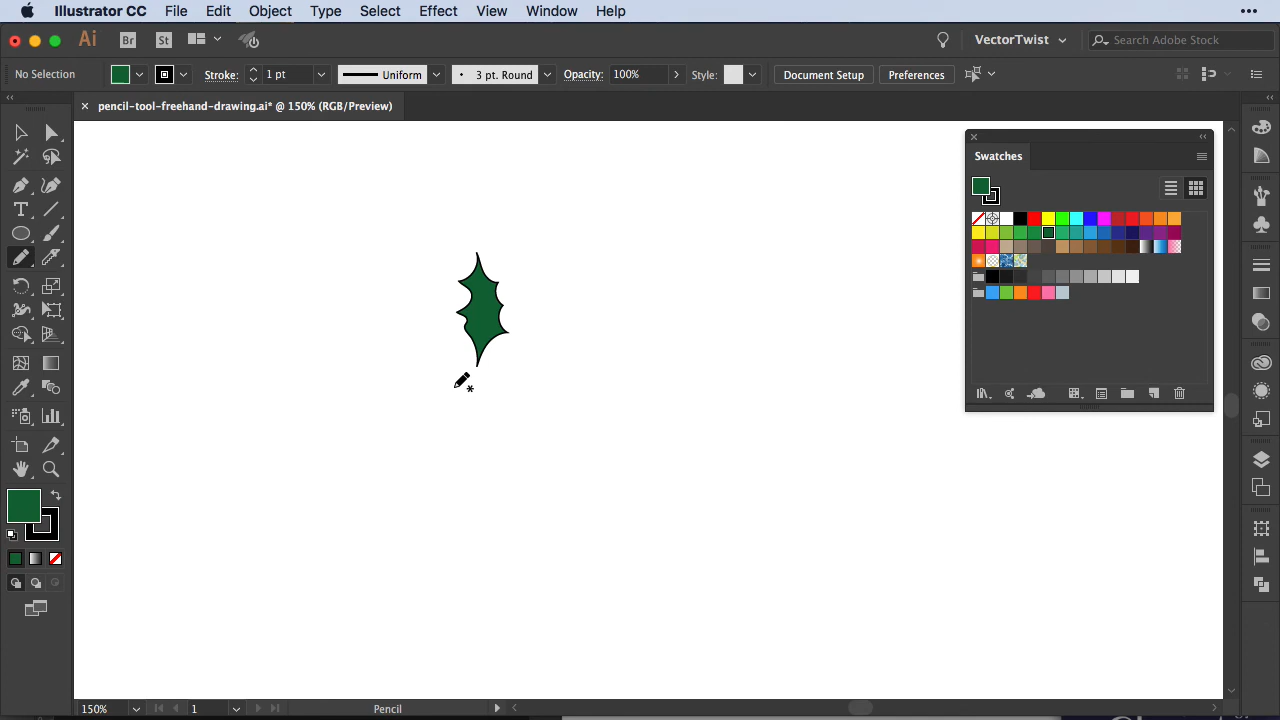 Illustrator CC File Edit Object Type Select Effect View Window Help
Ai Br St VectorTwist Search Adobe Stock
No Selection Stroke: 1 pt Uniform 3 pt. Round Opacity: 100% Style: Document Setup Preferences
pencil-tool-freehand-drawing.ai* @ 150% (RGB/Preview)
Swatches
150% 1 Pencil